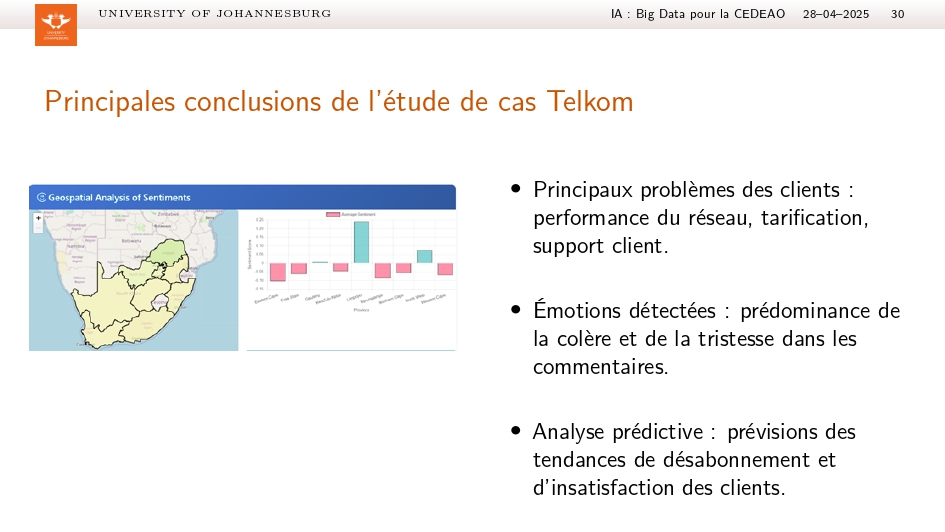 UNIVERSITY OF JOHANNESBURG
IA : Big Data pour la CEDEAO 28–04–2025 30
UNIVERSITY
JOHANNESBURG
Principales conclusions de l'étude de cas Telkom
Geospatial Analysis of Sentiments
Average Sentiment
Zimbabwe
Botswana
Namibia
Sentiment Score
Limpopo
Province
• Principaux problèmes des clients :
performance du réseau, tarification,
support client.
• Émotions détectées : prédominance de
la colère et de la tristesse dans les
commentaires.
• Analyse prédictive : prévisions des
tendances de désabonnement et
d'insatisfaction des clients.